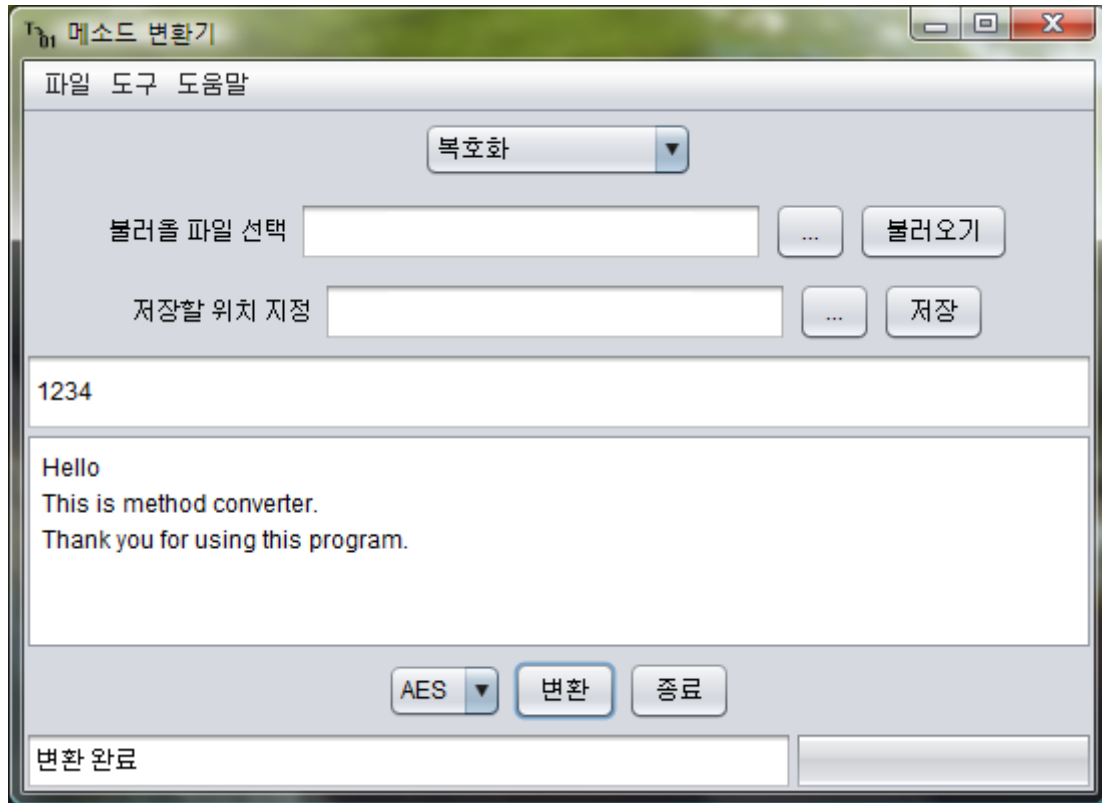 메소드 변환기
파일 도구 도움말
복호화
불러올 파일 선택 ... 불러오기
저장할 위치 지정 ... 저장
1234
Hello
This is method converter.
Thank you for using this program.
AES 변환 종료
변환 완료